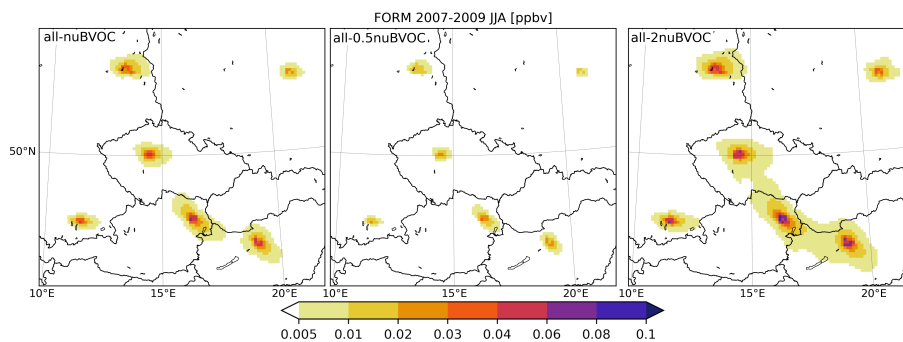 FORM 2007-2009 JJA [ppbv]
all-nuBVOC
all-0.5nuBVOC
all-2nuBVOC
50°N
10°E 15°E 20°E 10°E 15°E 20°E 10°E 15°E 20°E
0.005 0.01 0.02 0.03 0.04 0.06 0.08 0.1